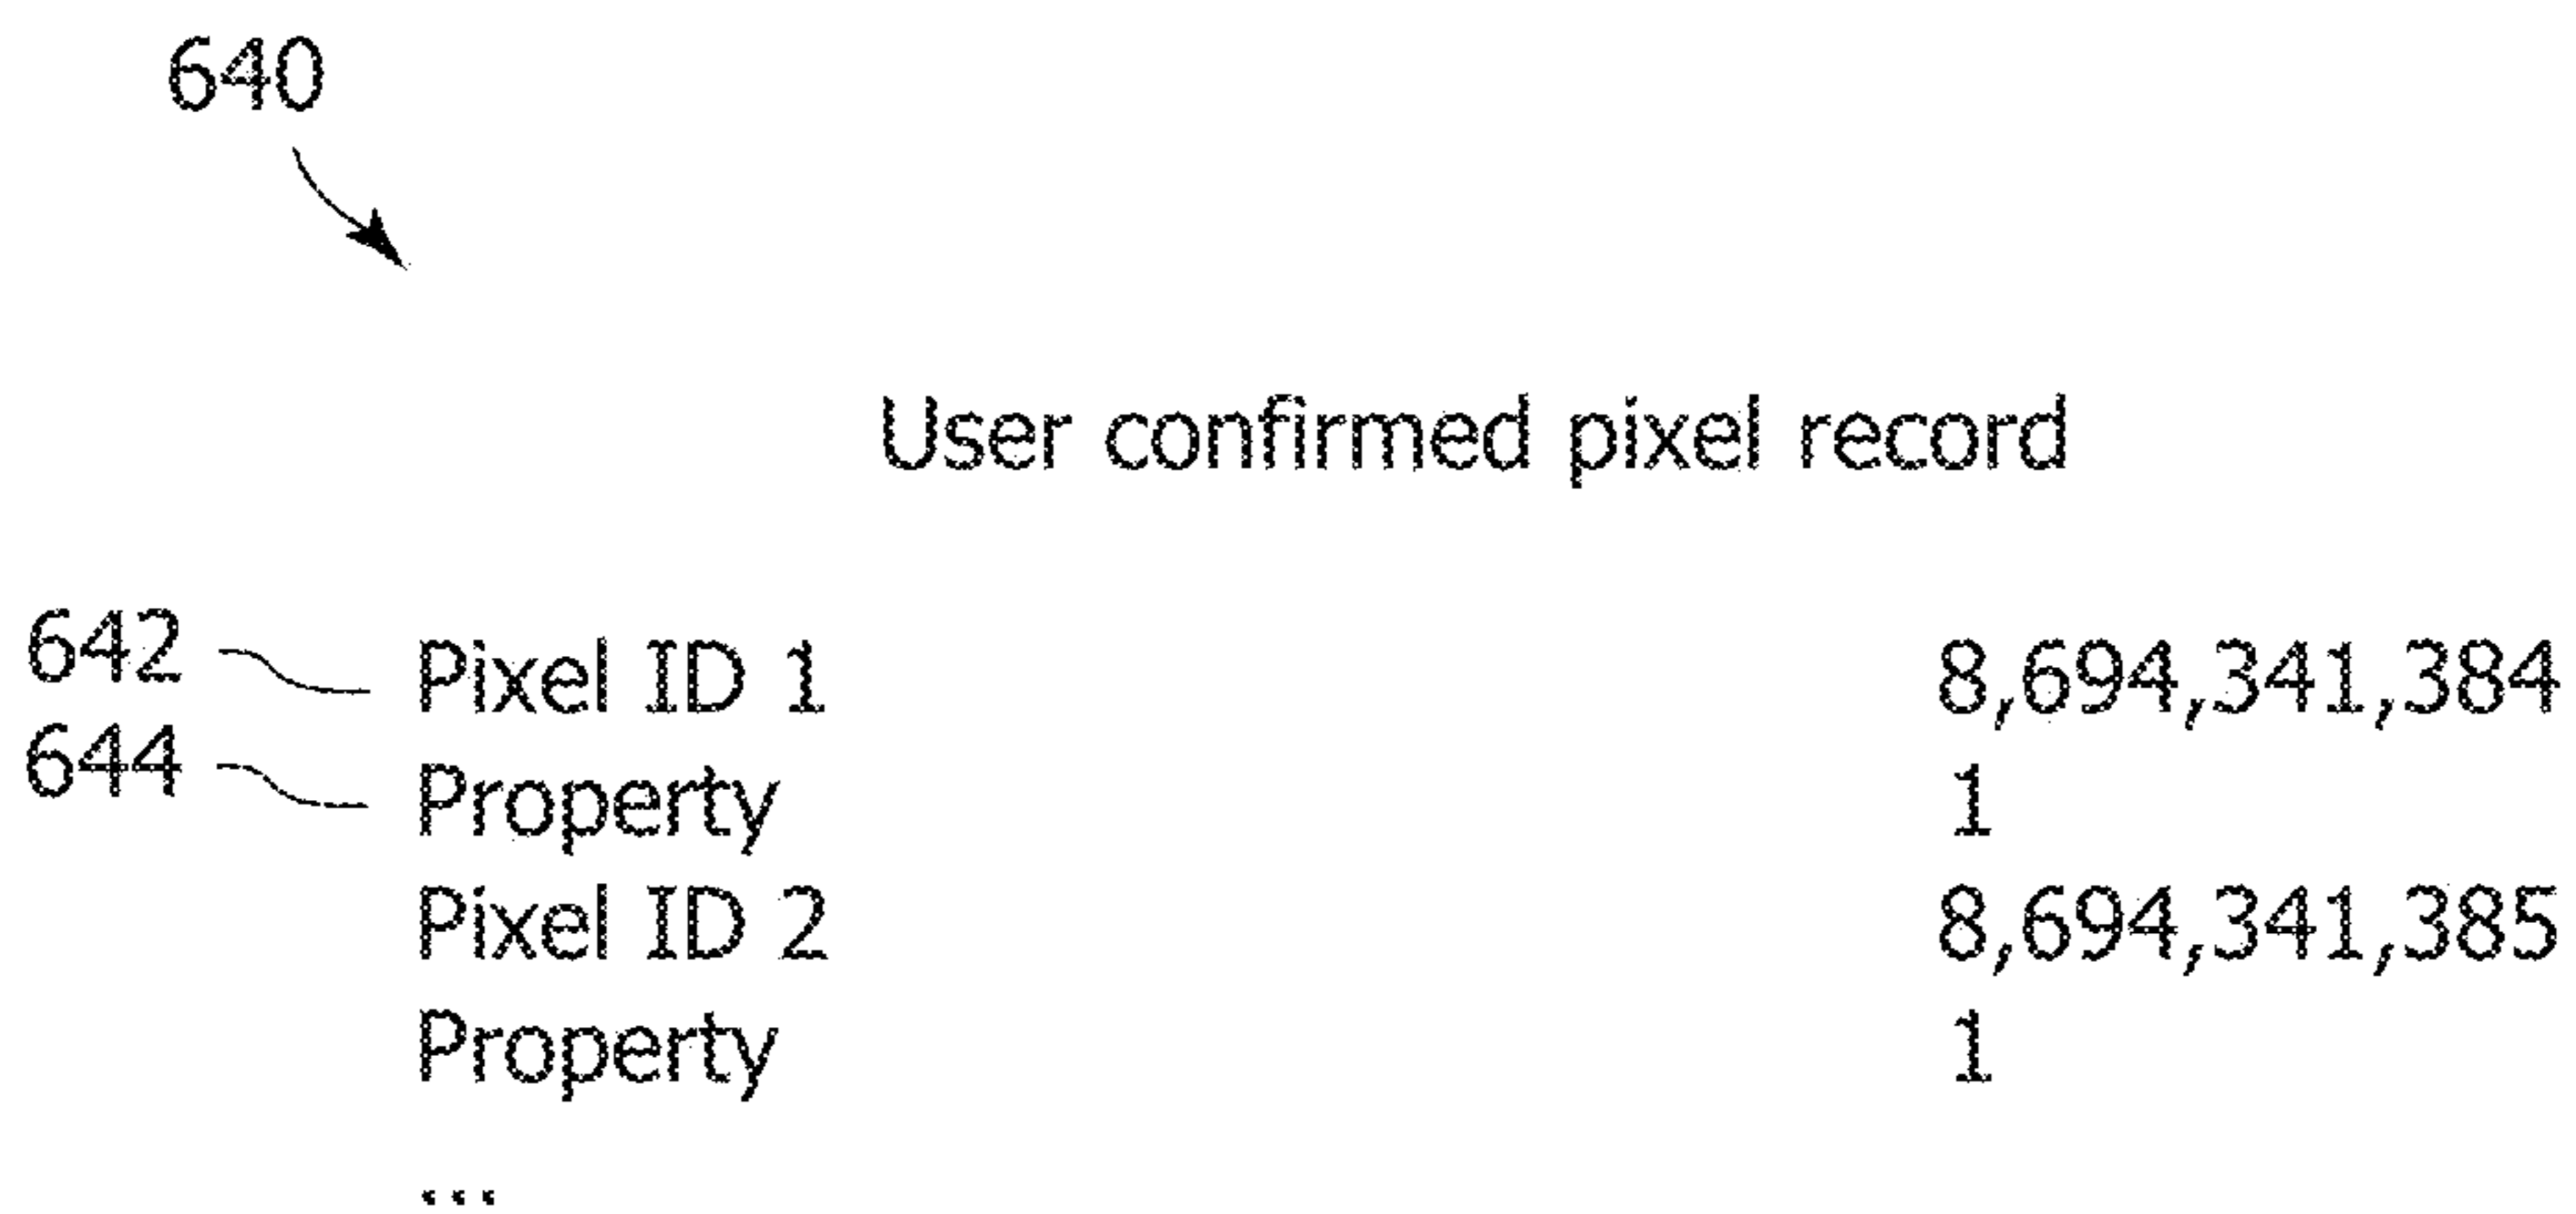 640
User confirmed pixel record
642 Pixel ID 1 8,694,341,384
644 Property 1
Pixel ID 2 8,694,341,385
Property 1
...